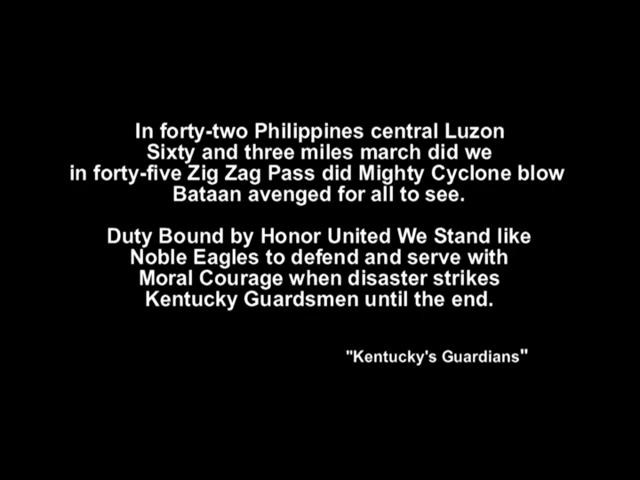 In forty-two Philippines central Luzon
Sixty and three miles march did we
in forty-five Zig Zag Pass did Mighty Cyclone blow
Bataan avenged for all to see.
Duty Bound by Honor United We Stand like
Noble Eagles to defend and serve with
Moral Courage when disaster strikes
Kentucky Guardsmen until the end.
"Kentucky's Guardians"